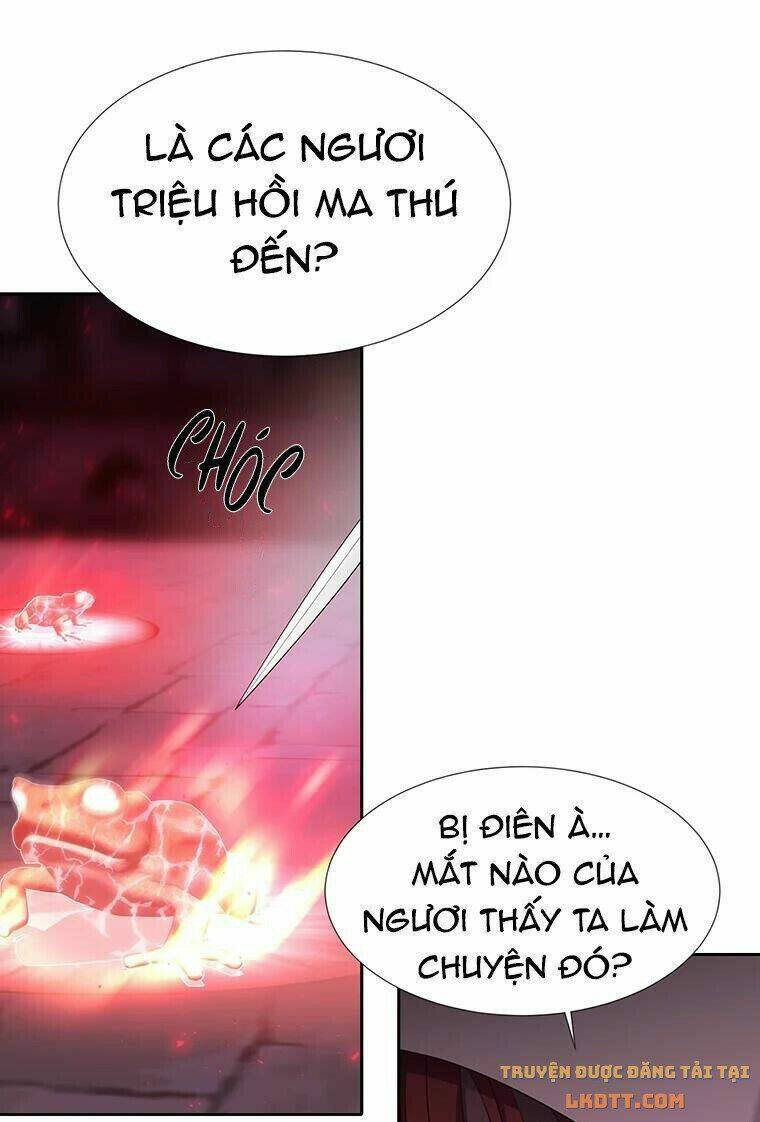 LÀ CÁC NGƯƠI
TRIỆU HỒI MA THÚ
ĐẾN?
CHÓC
BỊ ĐIÊN À...
MẮT NÀO CỦA
NGƯƠI THẤY TA LÀM
CHUYỆN ĐÓ?
TRUYỆN ĐƯỢC ĐĂNG TẢI TẠI
LKDTT.COM